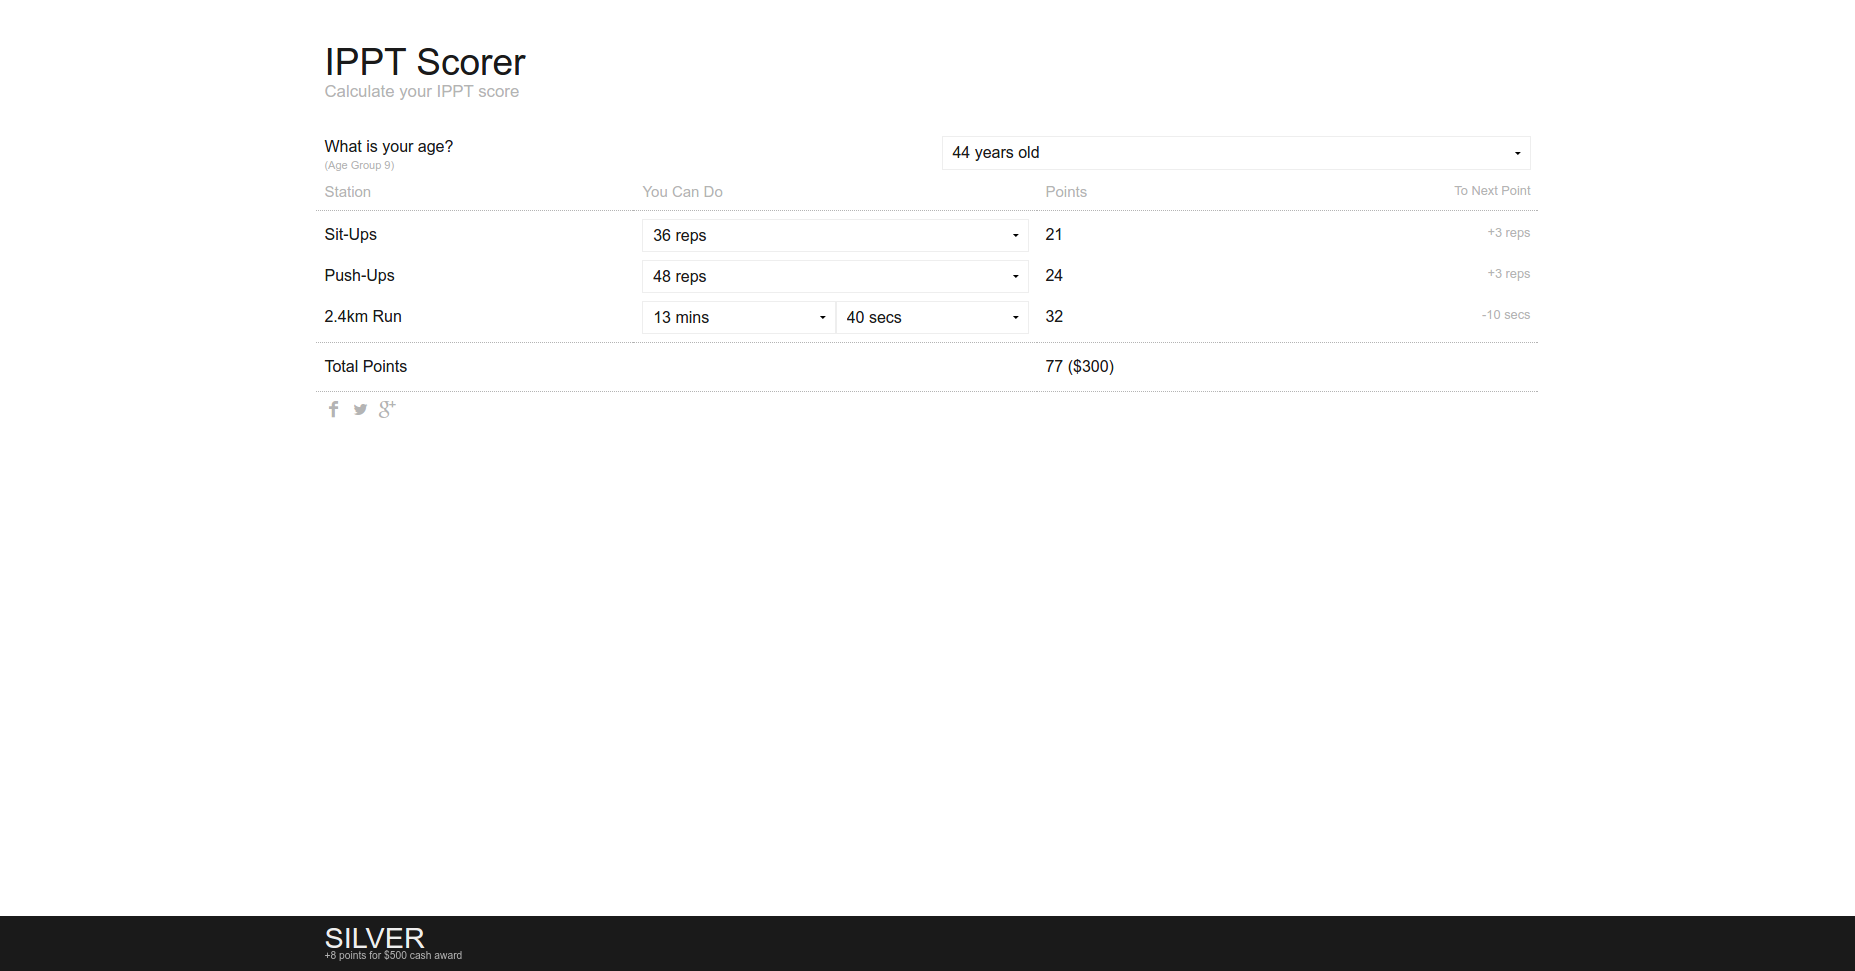 IPPT Scorer
Calculate your IPPT score
What is your age?
(Age Group 9)
44 years old
Station You Can Do Points To Next Point
Sit-Ups 36 reps 21 +3 reps
Push-Ups 48 reps 24 +3 reps
2.4km Run 13 mins 40 secs 32 -10 secs
Total Points 77 ($300)
SILVER
+8 points for $500 cash award